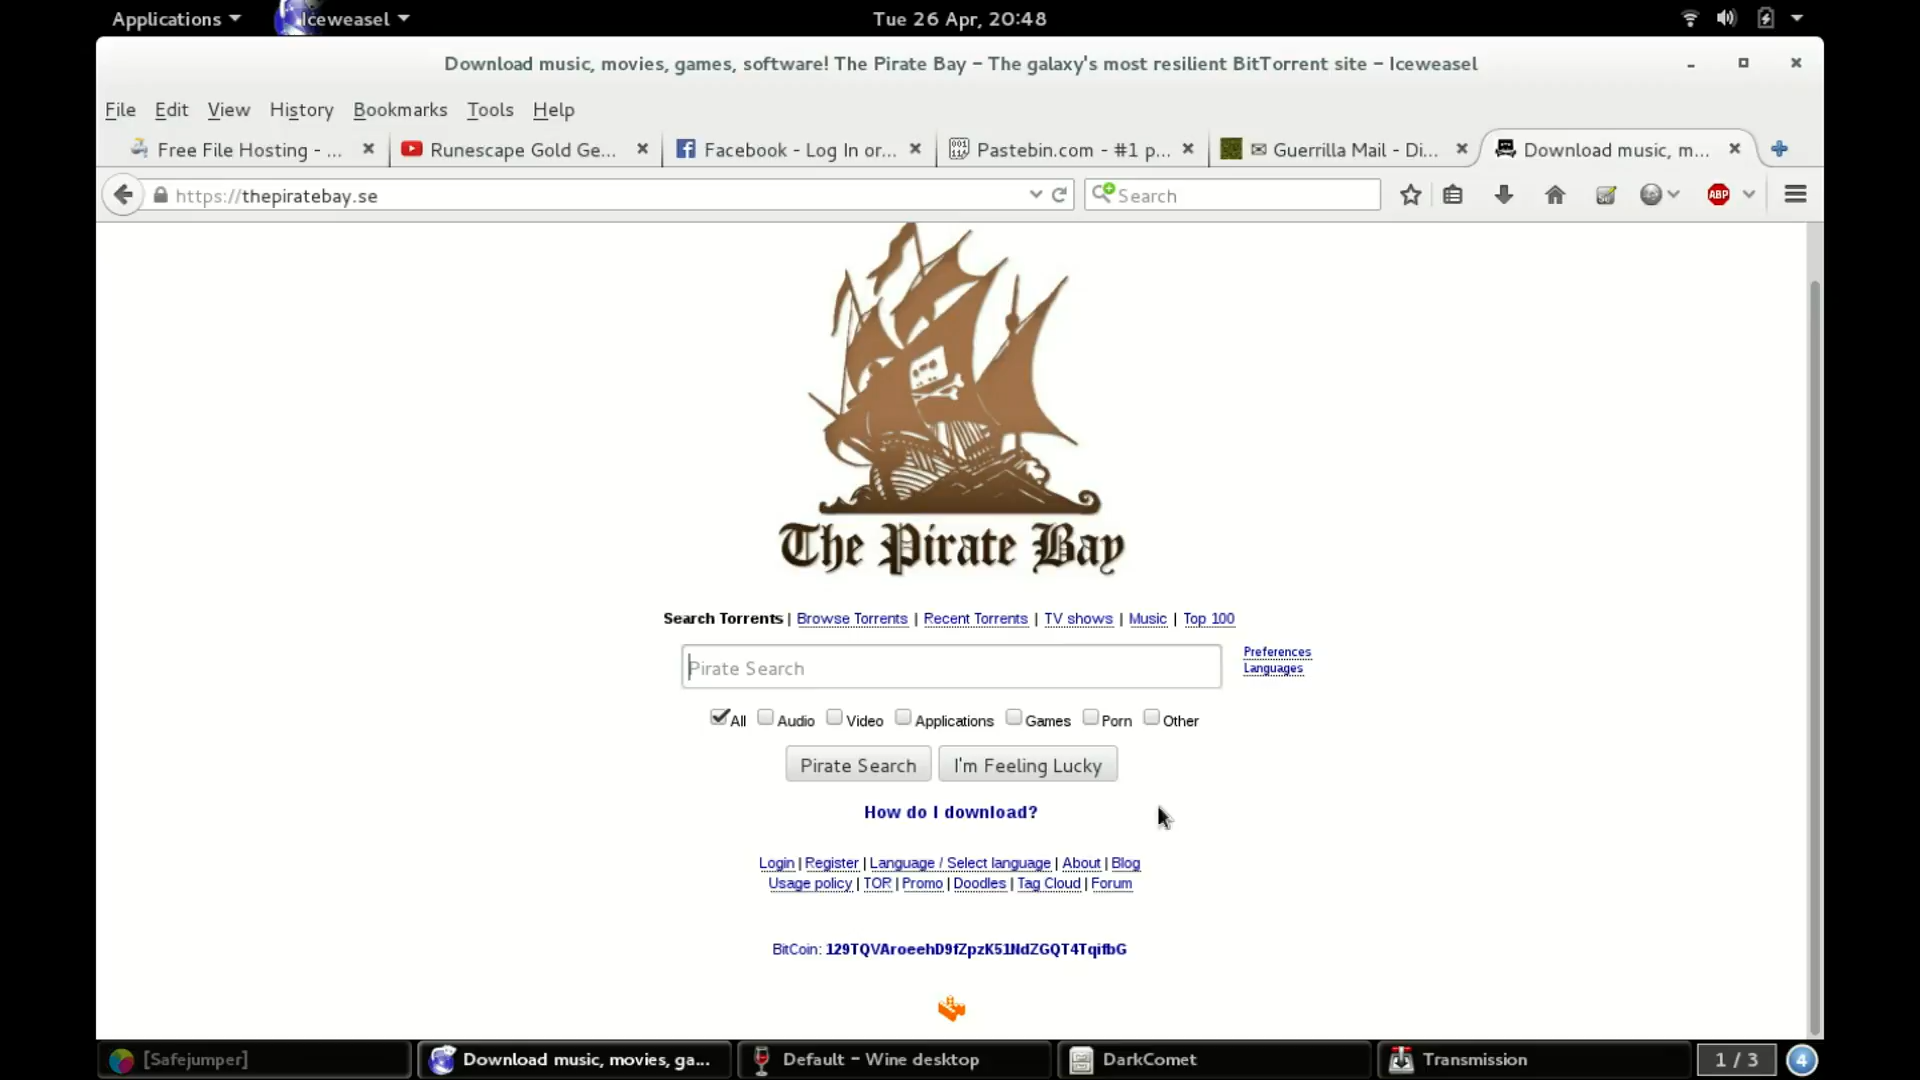 Applications Iceweasel Tue 26 Apr, 20:48
Download music, movies, games, software! The Pirate Bay - The galaxy's most resilient BitTorrent site - Iceweasel
File Edit View History Bookmarks Tools Help
Free File Hosting - ... Runescape Gold Ge... Facebook - Log In or... Pastebin.com - #1 p... Guerrilla Mail - Di... Download music, m...
https://thepiratebay.se Search ABP
The Pirate Bay
Search Torrents | Browse Torrents | Recent Torrents | TV shows | Music | Top 100
Pirate Search Preferences
Languages
All Audio Video Applications Games Porn Other
Pirate Search I'm Feeling Lucky
How do I download?
Login | Register | Language / Select language | About | Blog
Usage policy | TOR | Promo | Doodles | Tag Cloud | Forum
BitCoin: 129TQVAroeehD9fZpzK51NdZGQT4TqifbG
[Safejumper] Download music, movies, ga... Default - Wine desktop DarkComet Transmission 1 / 3 4